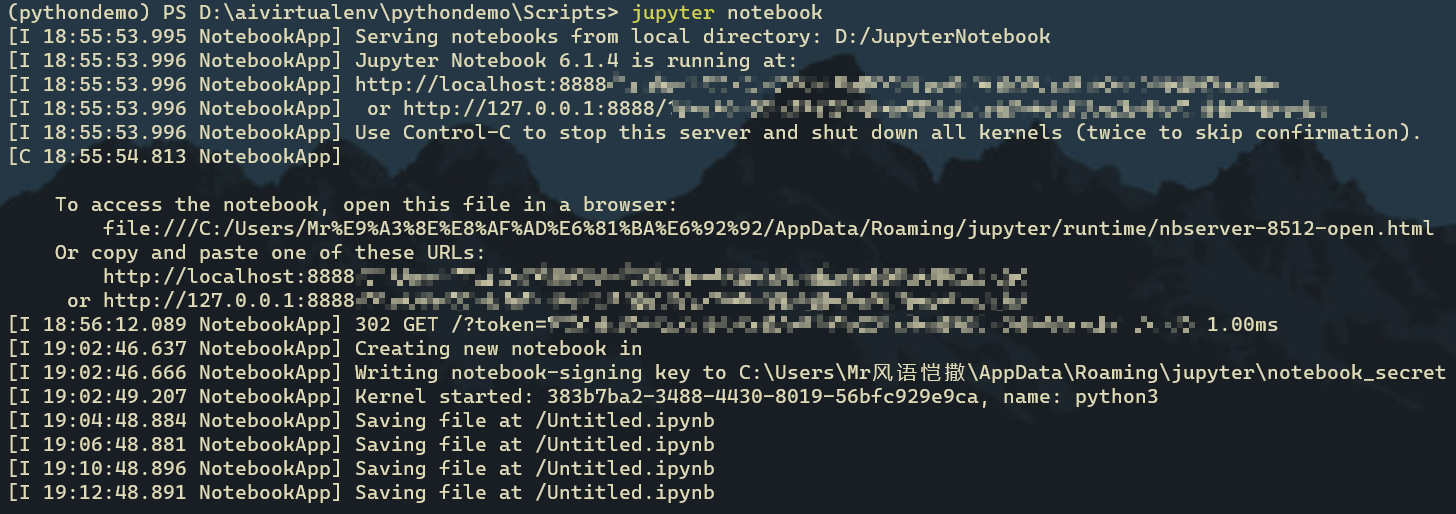 (pythondemo) PS D:\aivirtualenv\pythondemo\Scripts> jupyter notebook
[I 18:55:53.995 NotebookApp] Serving notebooks from local directory: D:/JupyterNotebook
[I 18:55:53.996 NotebookApp] Jupyter Notebook 6.1.4 is running at:
[I 18:55:53.996 NotebookApp] http://localhost:8888
[I 18:55:53.996 NotebookApp]  or http://127.0.0.1:8888/?
[I 18:55:53.996 NotebookApp] Use Control-C to stop this server and shut down all kernels (twice to skip confirmation).
[C 18:55:54.813 NotebookApp]
To access the notebook, open this file in a browser:
file:///C:/Users/Mr%E9%A3%8E%E8%AF%AD%E6%81%BA%E6%92%92/AppData/Roaming/jupyter/runtime/nbserver-8512-open.html
Or copy and paste one of these URLs:
http://localhost:8888
or http://127.0.0.1:8888
[I 18:56:12.089 NotebookApp] 302 GET /?token= 1.00ms
[I 19:02:46.637 NotebookApp] Creating new notebook in
[I 19:02:46.666 NotebookApp] Writing notebook-signing key to C:\Users\Mr风语恺撒\AppData\Roaming\jupyter\notebook_secret
[I 19:02:49.207 NotebookApp] Kernel started: 383b7ba2-3488-4430-8019-56bfc929e9ca, name: python3
[I 19:04:48.884 NotebookApp] Saving file at /Untitled.ipynb
[I 19:06:48.881 NotebookApp] Saving file at /Untitled.ipynb
[I 19:10:48.896 NotebookApp] Saving file at /Untitled.ipynb
[I 19:12:48.891 NotebookApp] Saving file at /Untitled.ipynb